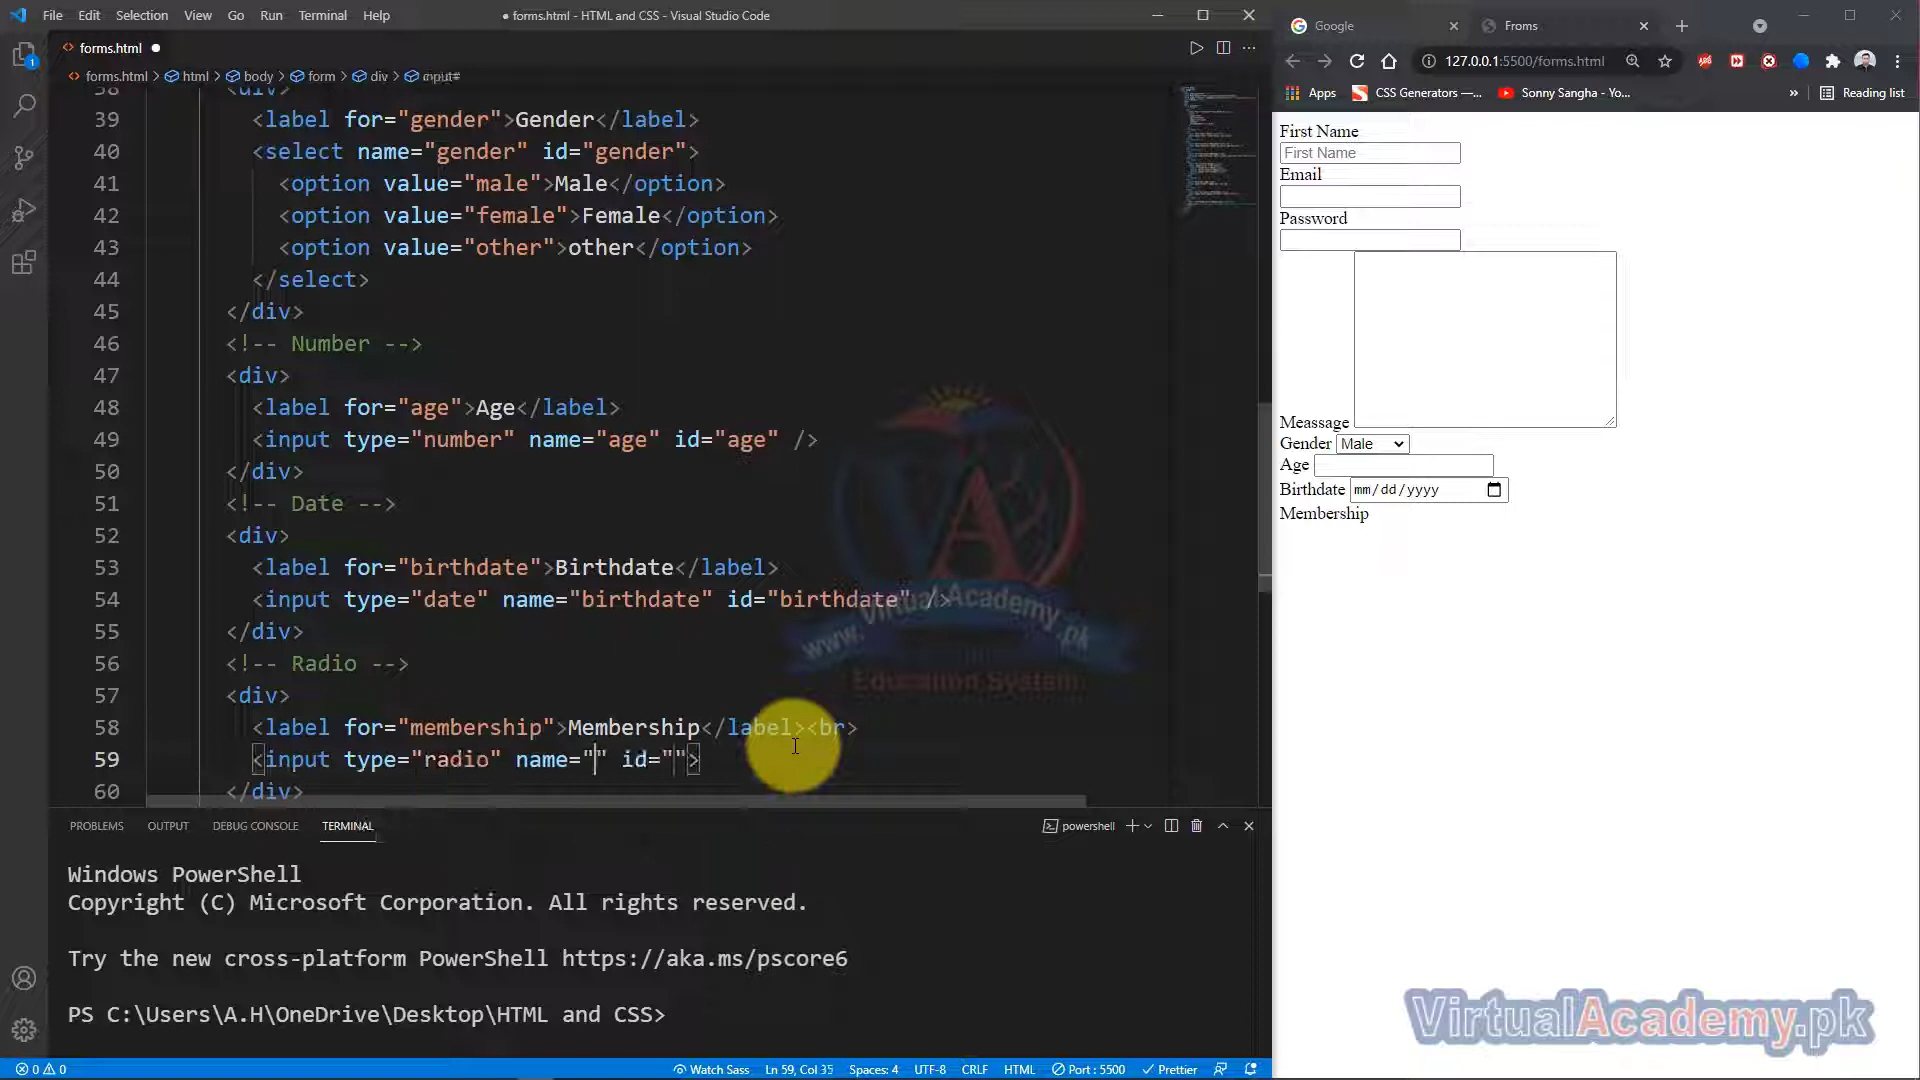 File Edit Selection View Go Run Terminal Help
● forms.html - HTML and CSS - Visual Studio Code
forms.html
forms.html > html > body > form > div > input#
38 <div>
39 <label for="gender">Gender</label>
40 <select name="gender" id="gender">
41 <option value="male">Male</option>
42 <option value="female">Female</option>
43 <option value="other">other</option>
44 </select>
45 </div>
46 <!-- Number -->
47 <div>
48 <label for="age">Age</label>
49 <input type="number" name="age" id="age" />
50 </div>
51 <!-- Date -->
52 <div>
53 <label for="birthdate">Birthdate</label>
54 <input type="date" name="birthdate" id="birthdate" />
55 </div>
56 <!-- Radio -->
57 <div>
58 <label for="membership">Membership</label><br>
59 <input type="radio" name="" id="">
60 </div>
VA
www.VirtualAcademy.pk
Education System
PROBLEMS OUTPUT DEBUG CONSOLE TERMINAL
powershell
Windows PowerShell
Copyright (C) Microsoft Corporation. All rights reserved.
Try the new cross-platform PowerShell https://aka.ms/pscore6
PS C:\Users\A.H\OneDrive\Desktop\HTML and CSS>
0 0
Watch Sass Ln 59, Col 35 Spaces: 4 UTF-8 CRLF HTML Port : 5500 Prettier
Google
Froms
127.0.0.1:5500/forms.html
Apps CSS Generators —... Sonny Sangha - Yo... » Reading list
First Name
First Name
Email
Password
Meassage
Gender Male
Age
Birthdate mm/dd/yyyy
Membership
VirtualAcademy.pk